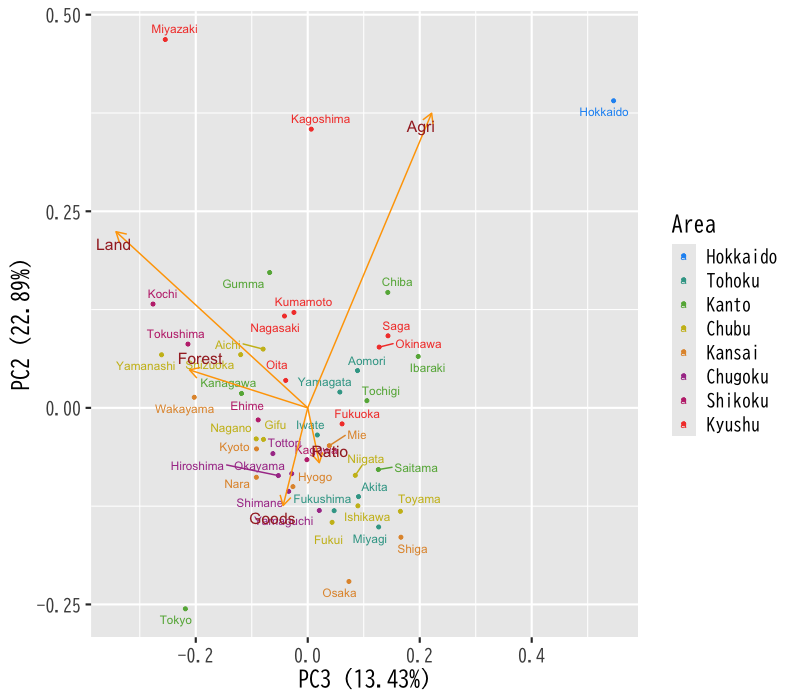 0.50
Miyazaki
Hokkaido
Kagoshima
Agri
0.25
Land
Gumma
Chiba
Kochi
Kumamoto
Nagasaki
Saga
Okinawa
Tokushima
Aichi
Forest
Yamanashi
Shizuoka
Oita
Aomori
Ibaraki
Kanagawa
Yamagata
Tochigi
0.00
Wakayama
Ehime
Fukuoka
Nagano
Gifu
Iwate
Mie
Kyoto
Tottori
Kagawa
Ratio
Niigata
Hiroshima
Okayama
Saitama
Nara
Hyogo
Akita
Shimane
Fukushima
Toyama
Goods
Yamaguchi
Ishikawa
Fukui
Miyagi
Shiga
Osaka
-0.25
Tokyo
-0.2
0.0
0.2
0.4
PC3 (13.43%)
PC2 (22.89%)
Area
Hokkaido
Tohoku
Kanto
Chubu
Kansai
Chugoku
Shikoku
Kyushu